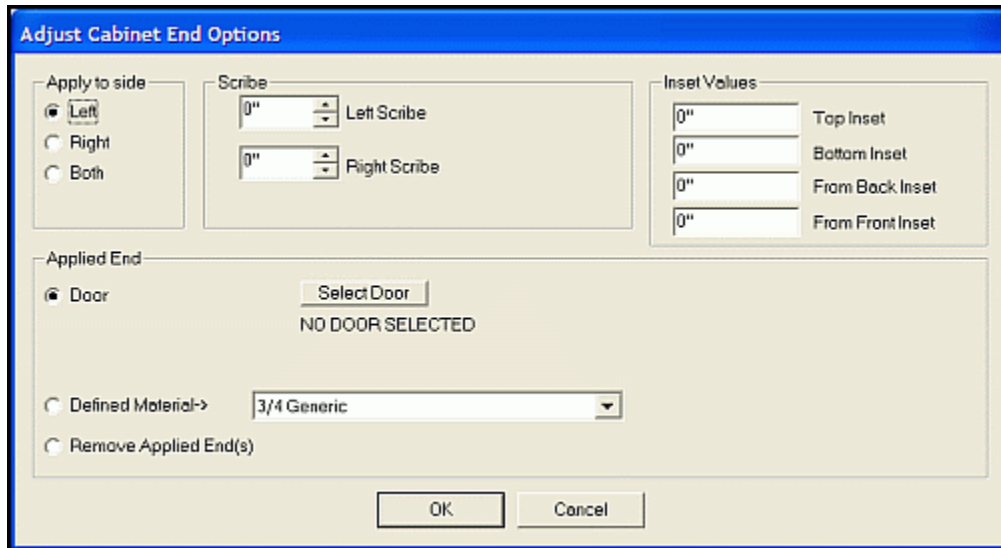 Adjust Cabinet End Options
Apply to side
Left
Right
Both
Scribe
0" Left Scribe
0" Right Scribe
Inset Values
0" Top Inset
0" Bottom Inset
0" From Back Inset
0" From Front Inset
Applied End
Door
Select Door
NO DOOR SELECTED
Defined Material-> 3/4 Generic
Remove Applied End(s)
OK Cancel